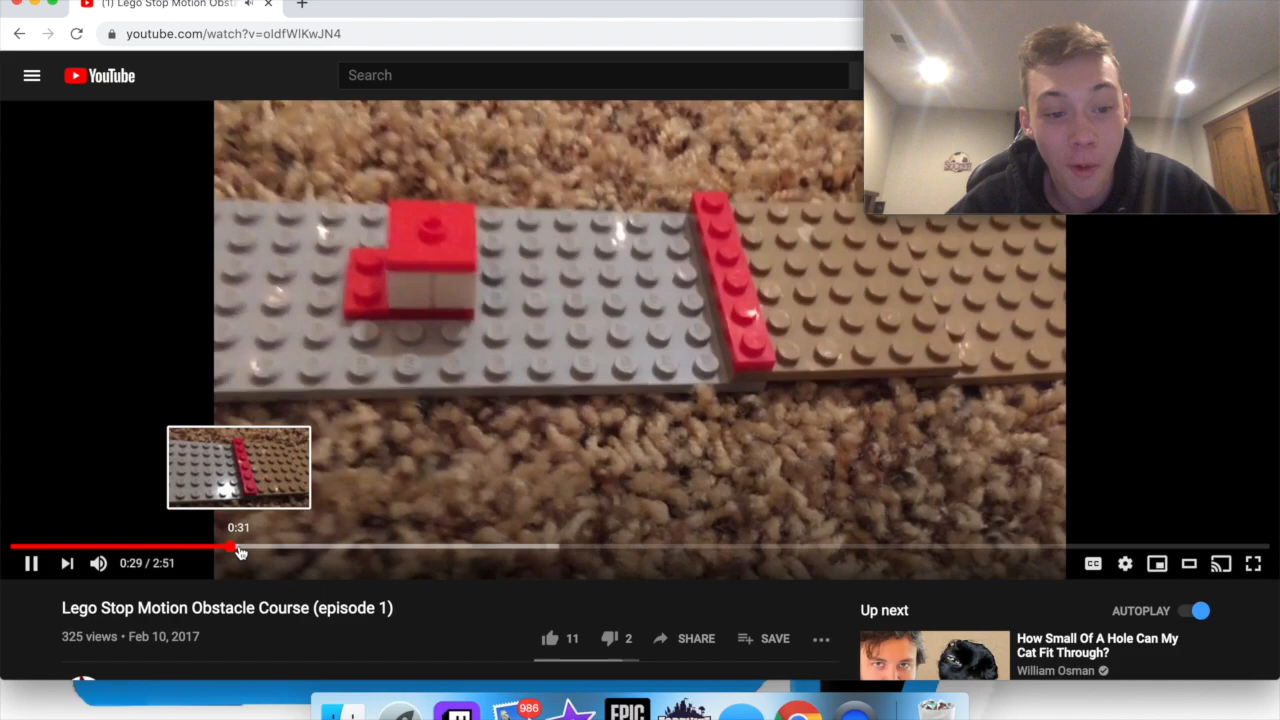 (1) Lego Stop Motion Obst
youtube.com/watch?v=oldfWlKwJN4
YouTube
Search
0:31
0:29 / 2:51
CC
Lego Stop Motion Obstacle Course (episode 1)
325 views • Feb 10, 2017
11
2
SHARE
SAVE
Up next
AUTOPLAY
How Small Of A Hole Can My
Cat Fit Through?
William Osman
986
EPIC